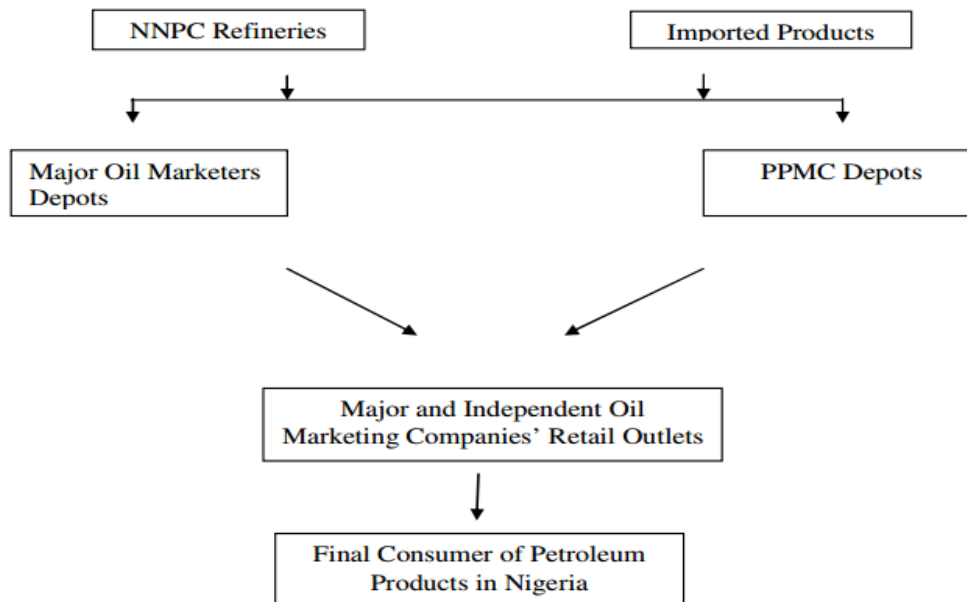 NNPC Refineries
Imported Products
Major Oil Marketers
Depots
PPMC Depots
Major and Independent Oil
Marketing Companies’ Retail Outlets
Final Consumer of Petroleum
Products in Nigeria